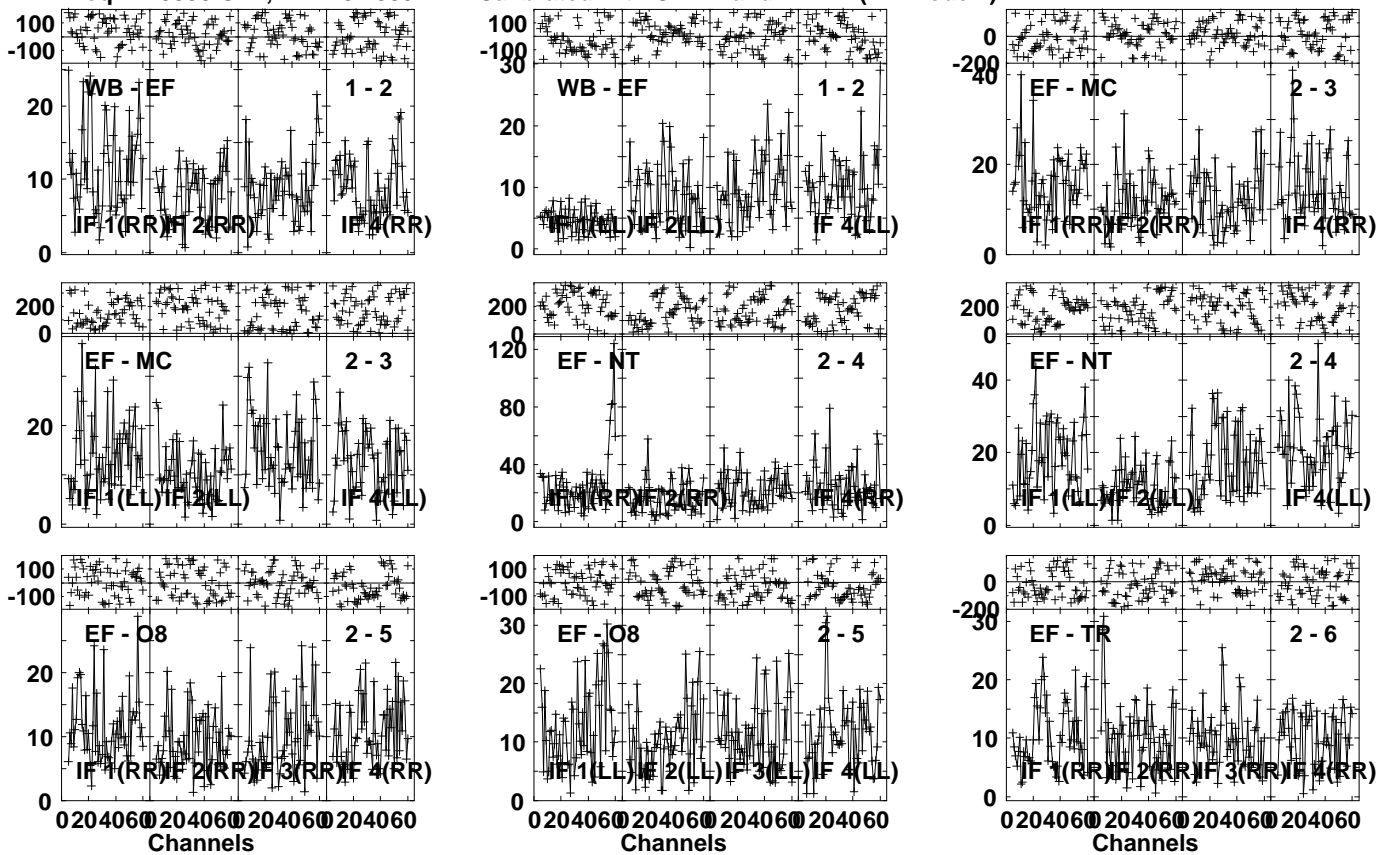 100 100 0
-100 -100 -200
WB - EF 1 - 2 30 WB - EF 1 - 2 40 EF - MC 2 - 3
20 20 20
10 10
IF 1(RR) IF 2(RR) IF 4(RR) IF 1(LL) IF 2(LL) IF 4(LL) IF 1(RR) IF 2(RR) IF 4(RR)
0 0 0
200 200 200
0 0 0
EF - MC 2 - 3 120 EF - NT 2 - 4 EF - NT 2 - 4
80 40
20 40 20
IF 1(LL) IF 2(LL) IF 4(LL) IF 1(RR) IF 2(RR) IF 4(RR) IF 1(LL) IF 2(LL) IF 4(LL)
0 0 0
100 100 0
-100 -100 -200
EF - O8 2 - 5 30 EF - O8 2 - 5 30 EF - TR 2 - 6
20 20 20
10 10 10
IF 1(RR) IF 2(RR) IF 3(RR) IF 4(RR) IF 1(LL) IF 2(LL) IF 3(LL) IF 4(LL) IF 1(RR) IF 2(RR) IF 3(RR) IF 4(RR)
0 0 0
0 20 40 60 0 20 40 60 0 20 40 60 0 20 40 60 0 20 40 60 0 20 40 60 0 20 40 60 0 20 40 60 0 20 40 60 0 20 40 60 0 20 40 60 0 20 40 60
Channels Channels Channels